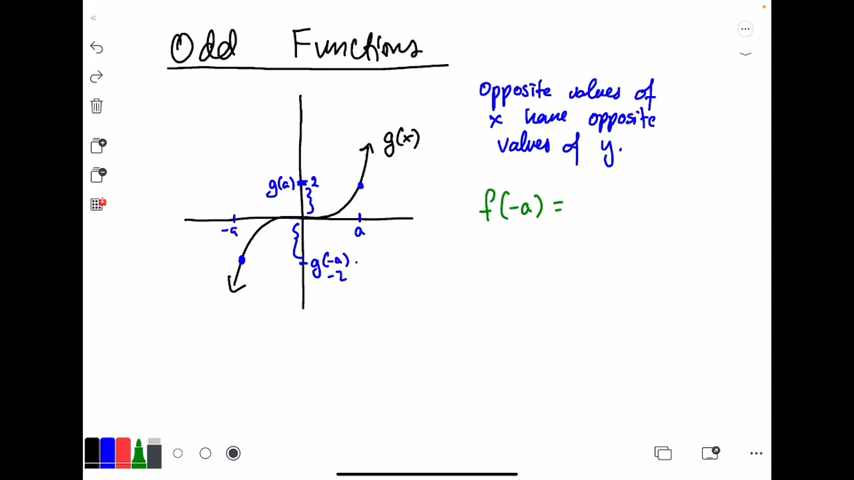 Odd Functions
Opposite values of
x have opposite
values of y.
g(x)
g(a) 2
f(-a) =
-a
a
g(-a)
-2